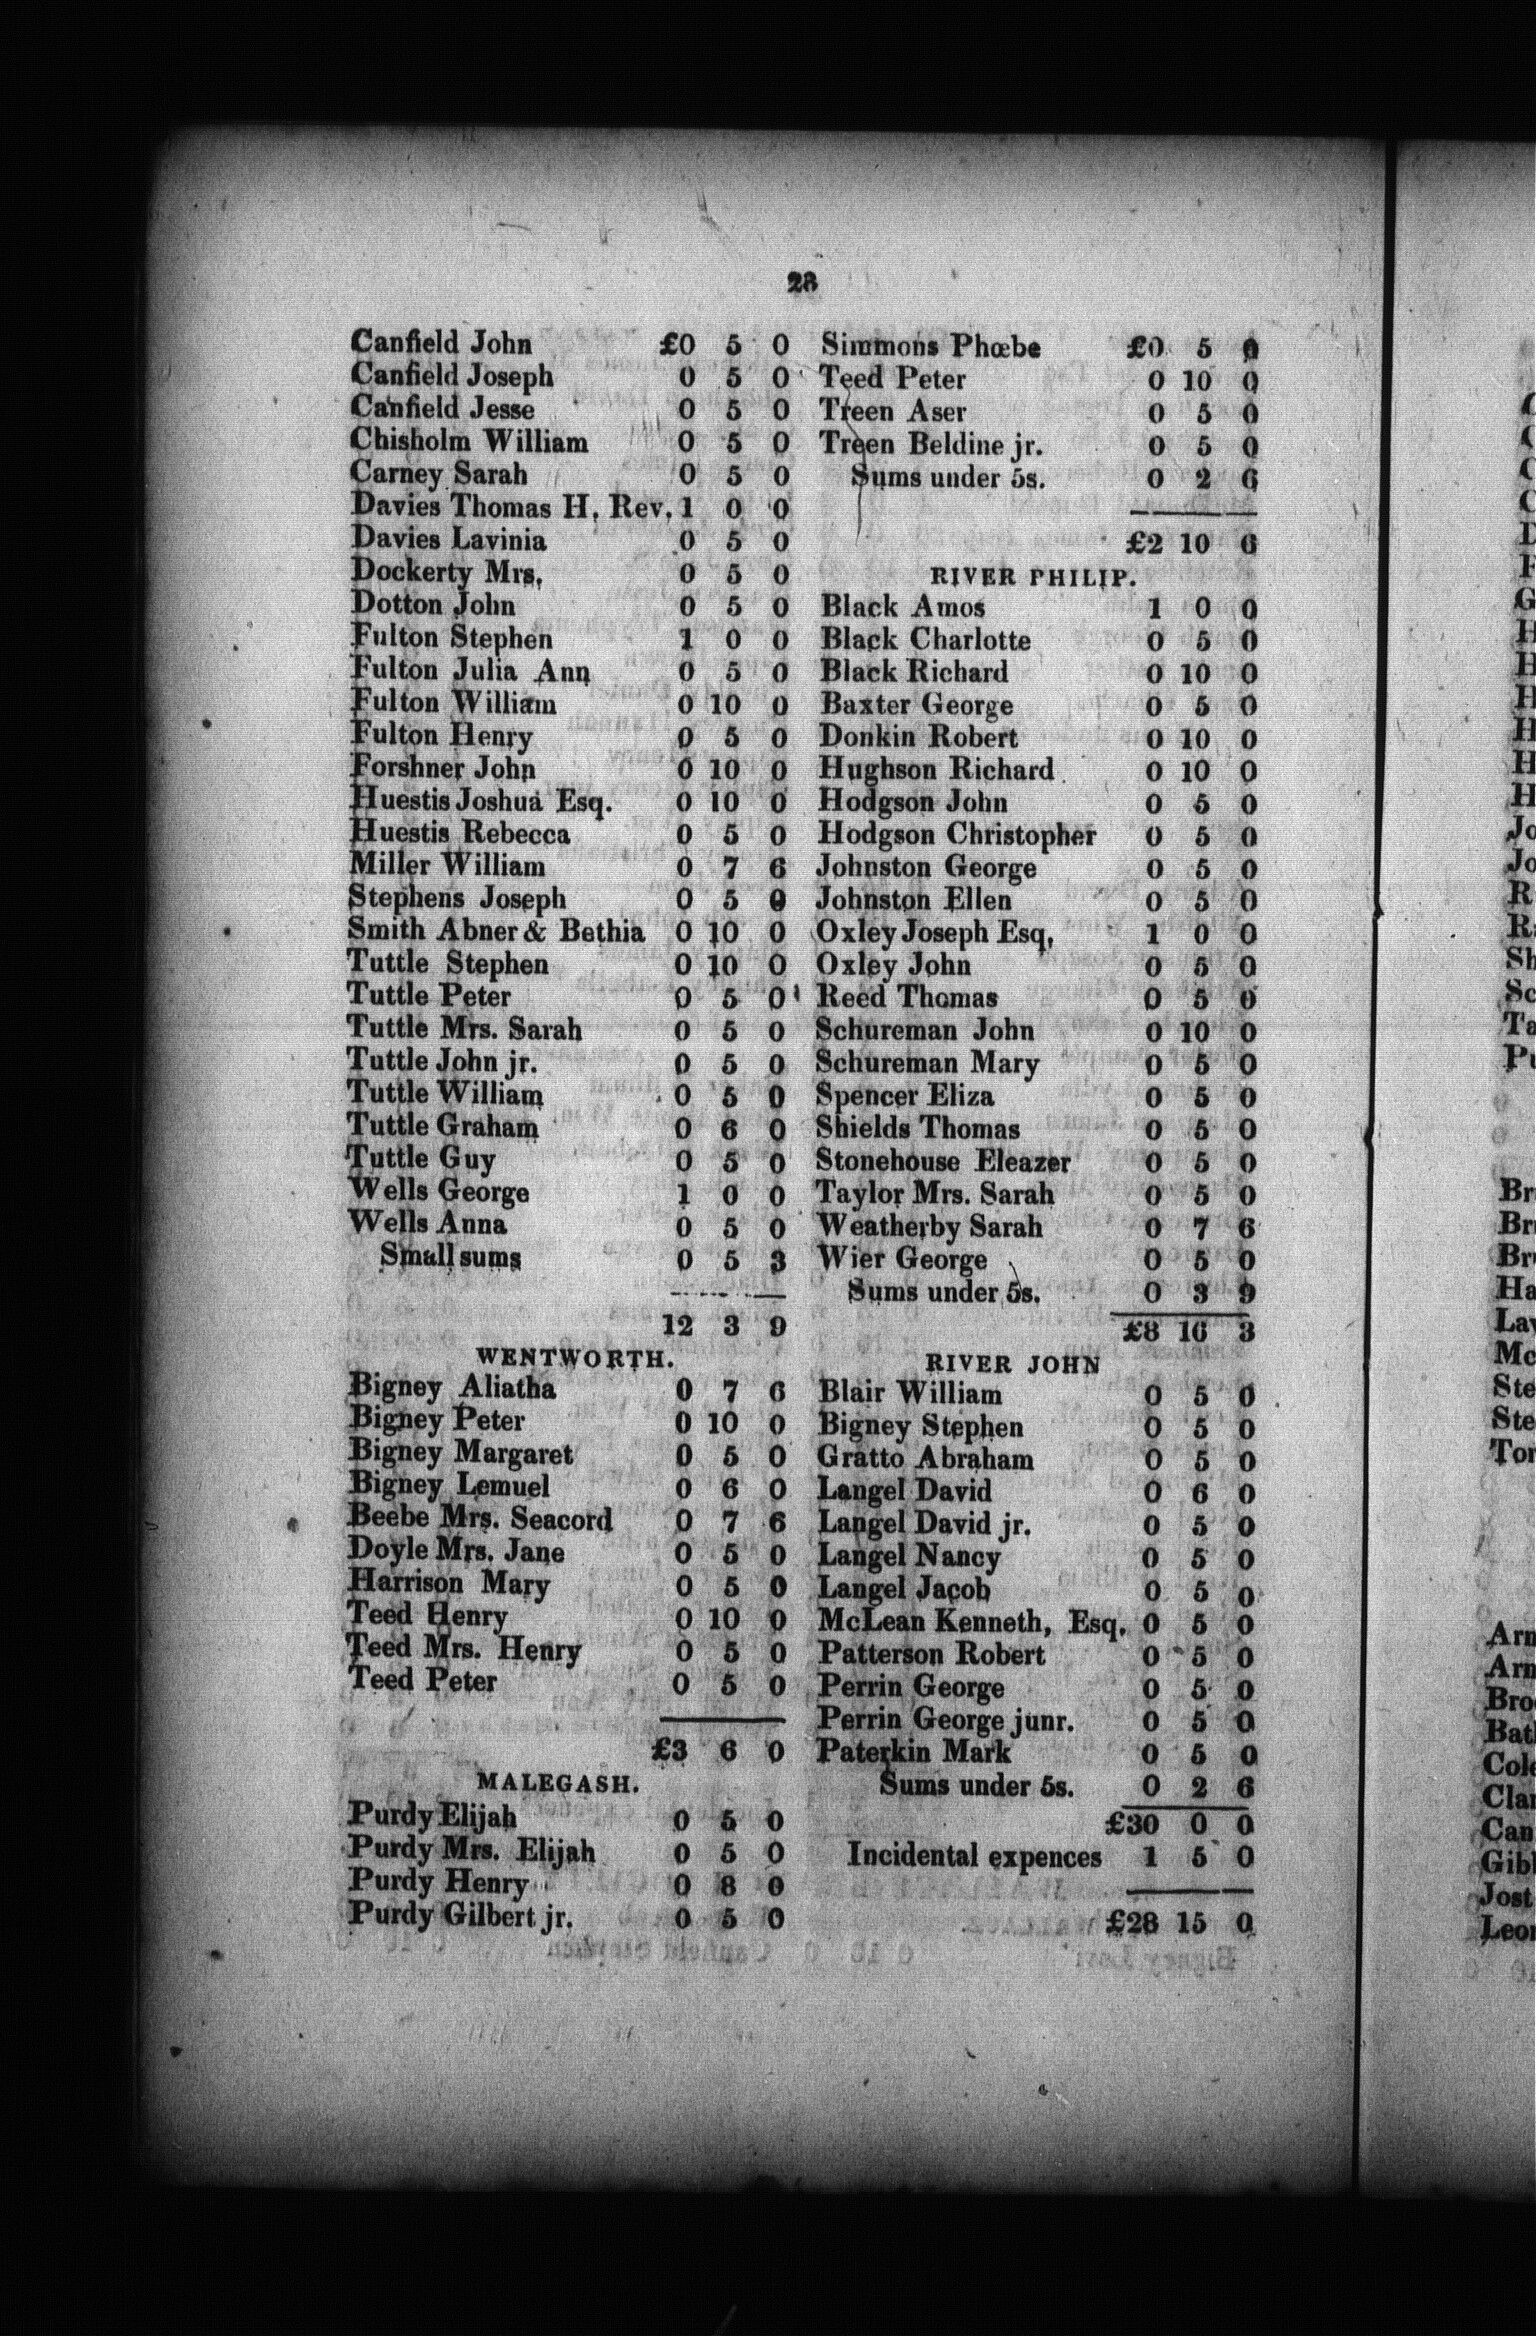 28
Canfield John £0 5 0
Canfield Joseph 0 5 0
Canfield Jesse 0 5 0
Chisholm William 0 5 0
Carney Sarah 0 5 0
Davies Thomas H. Rev. 1 0 0
Davies Lavinia 0 5 0
Dockerty Mrs. 0 5 0
Dotton John 0 5 0
Fulton Stephen 1 0 0
Fulton Julia Ann 0 5 0
Fulton William 0 10 0
Fulton Henry 0 5 0
Forshner John 0 10 0
Huestis Joshua Esq. 0 10 0
Huestis Rebecca 0 5 0
Miller William 0 7 6
Stephens Joseph 0 5 0
Smith Abner & Bethia 0 10 0
Tuttle Stephen 0 10 0
Tuttle Peter 0 5 0
Tuttle Mrs. Sarah 0 5 0
Tuttle John jr. 0 5 0
Tuttle William 0 5 0
Tuttle Graham 0 6 0
Tuttle Guy 0 5 0
Wells George 1 0 0
Wells Anna 0 5 0
Small sums 0 5 3
12 3 9
WENTWORTH.
Bigney Aliatha 0 7 6
Bigney Peter 0 10 0
Bigney Margaret 0 5 0
Bigney Lemuel 0 6 0
Beebe Mrs. Seacord 0 7 6
Doyle Mrs. Jane 0 5 0
Harrison Mary 0 5 0
Teed Henry 0 10 0
Teed Mrs. Henry 0 5 0
Teed Peter 0 5 0
£3 6 0
MALEGASH.
Purdy Elijah 0 5 0
Purdy Mrs. Elijah 0 5 0
Purdy Henry 0 8 0
Purdy Gilbert jr. 0 5 0
Simmons Phœbe £0 5 0
Teed Peter 0 10 0
Treen Aser 0 5 0
Treen Beldine jr. 0 5 0
Sums under 5s. 0 2 6
£2 10 6
RIVER PHILIP.
Black Amos 1 0 0
Black Charlotte 0 5 0
Black Richard 0 10 0
Baxter George 0 5 0
Donkin Robert 0 10 0
Hughson Richard 0 10 0
Hodgson John 0 5 0
Hodgson Christopher 0 5 0
Johnston George 0 5 0
Johnston Ellen 0 5 0
Oxley Joseph Esq. 1 0 0
Oxley John 0 5 0
Reed Thomas 0 5 0
Schureman John 0 10 0
Schureman Mary 0 5 0
Spencer Eliza 0 5 0
Shields Thomas 0 5 0
Stonehouse Eleazer 0 5 0
Taylor Mrs. Sarah 0 5 0
Weatherby Sarah 0 7 6
Wier George 0 5 0
Sums under 5s. 0 3 9
£8 16 3
RIVER JOHN
Blair William 0 5 0
Bigney Stephen 0 5 0
Gratto Abraham 0 5 0
Langel David 0 6 0
Langel David jr. 0 5 0
Langel Nancy 0 5 0
Langel Jacob 0 5 0
McLean Kenneth, Esq. 0 5 0
Patterson Robert 0 5 0
Perrin George 0 5 0
Perrin George junr. 0 5 0
Paterkin Mark 0 5 0
Sums under 5s. 0 2 6
£30 0 0
Incidental expences 1 5 0
£28 15 0